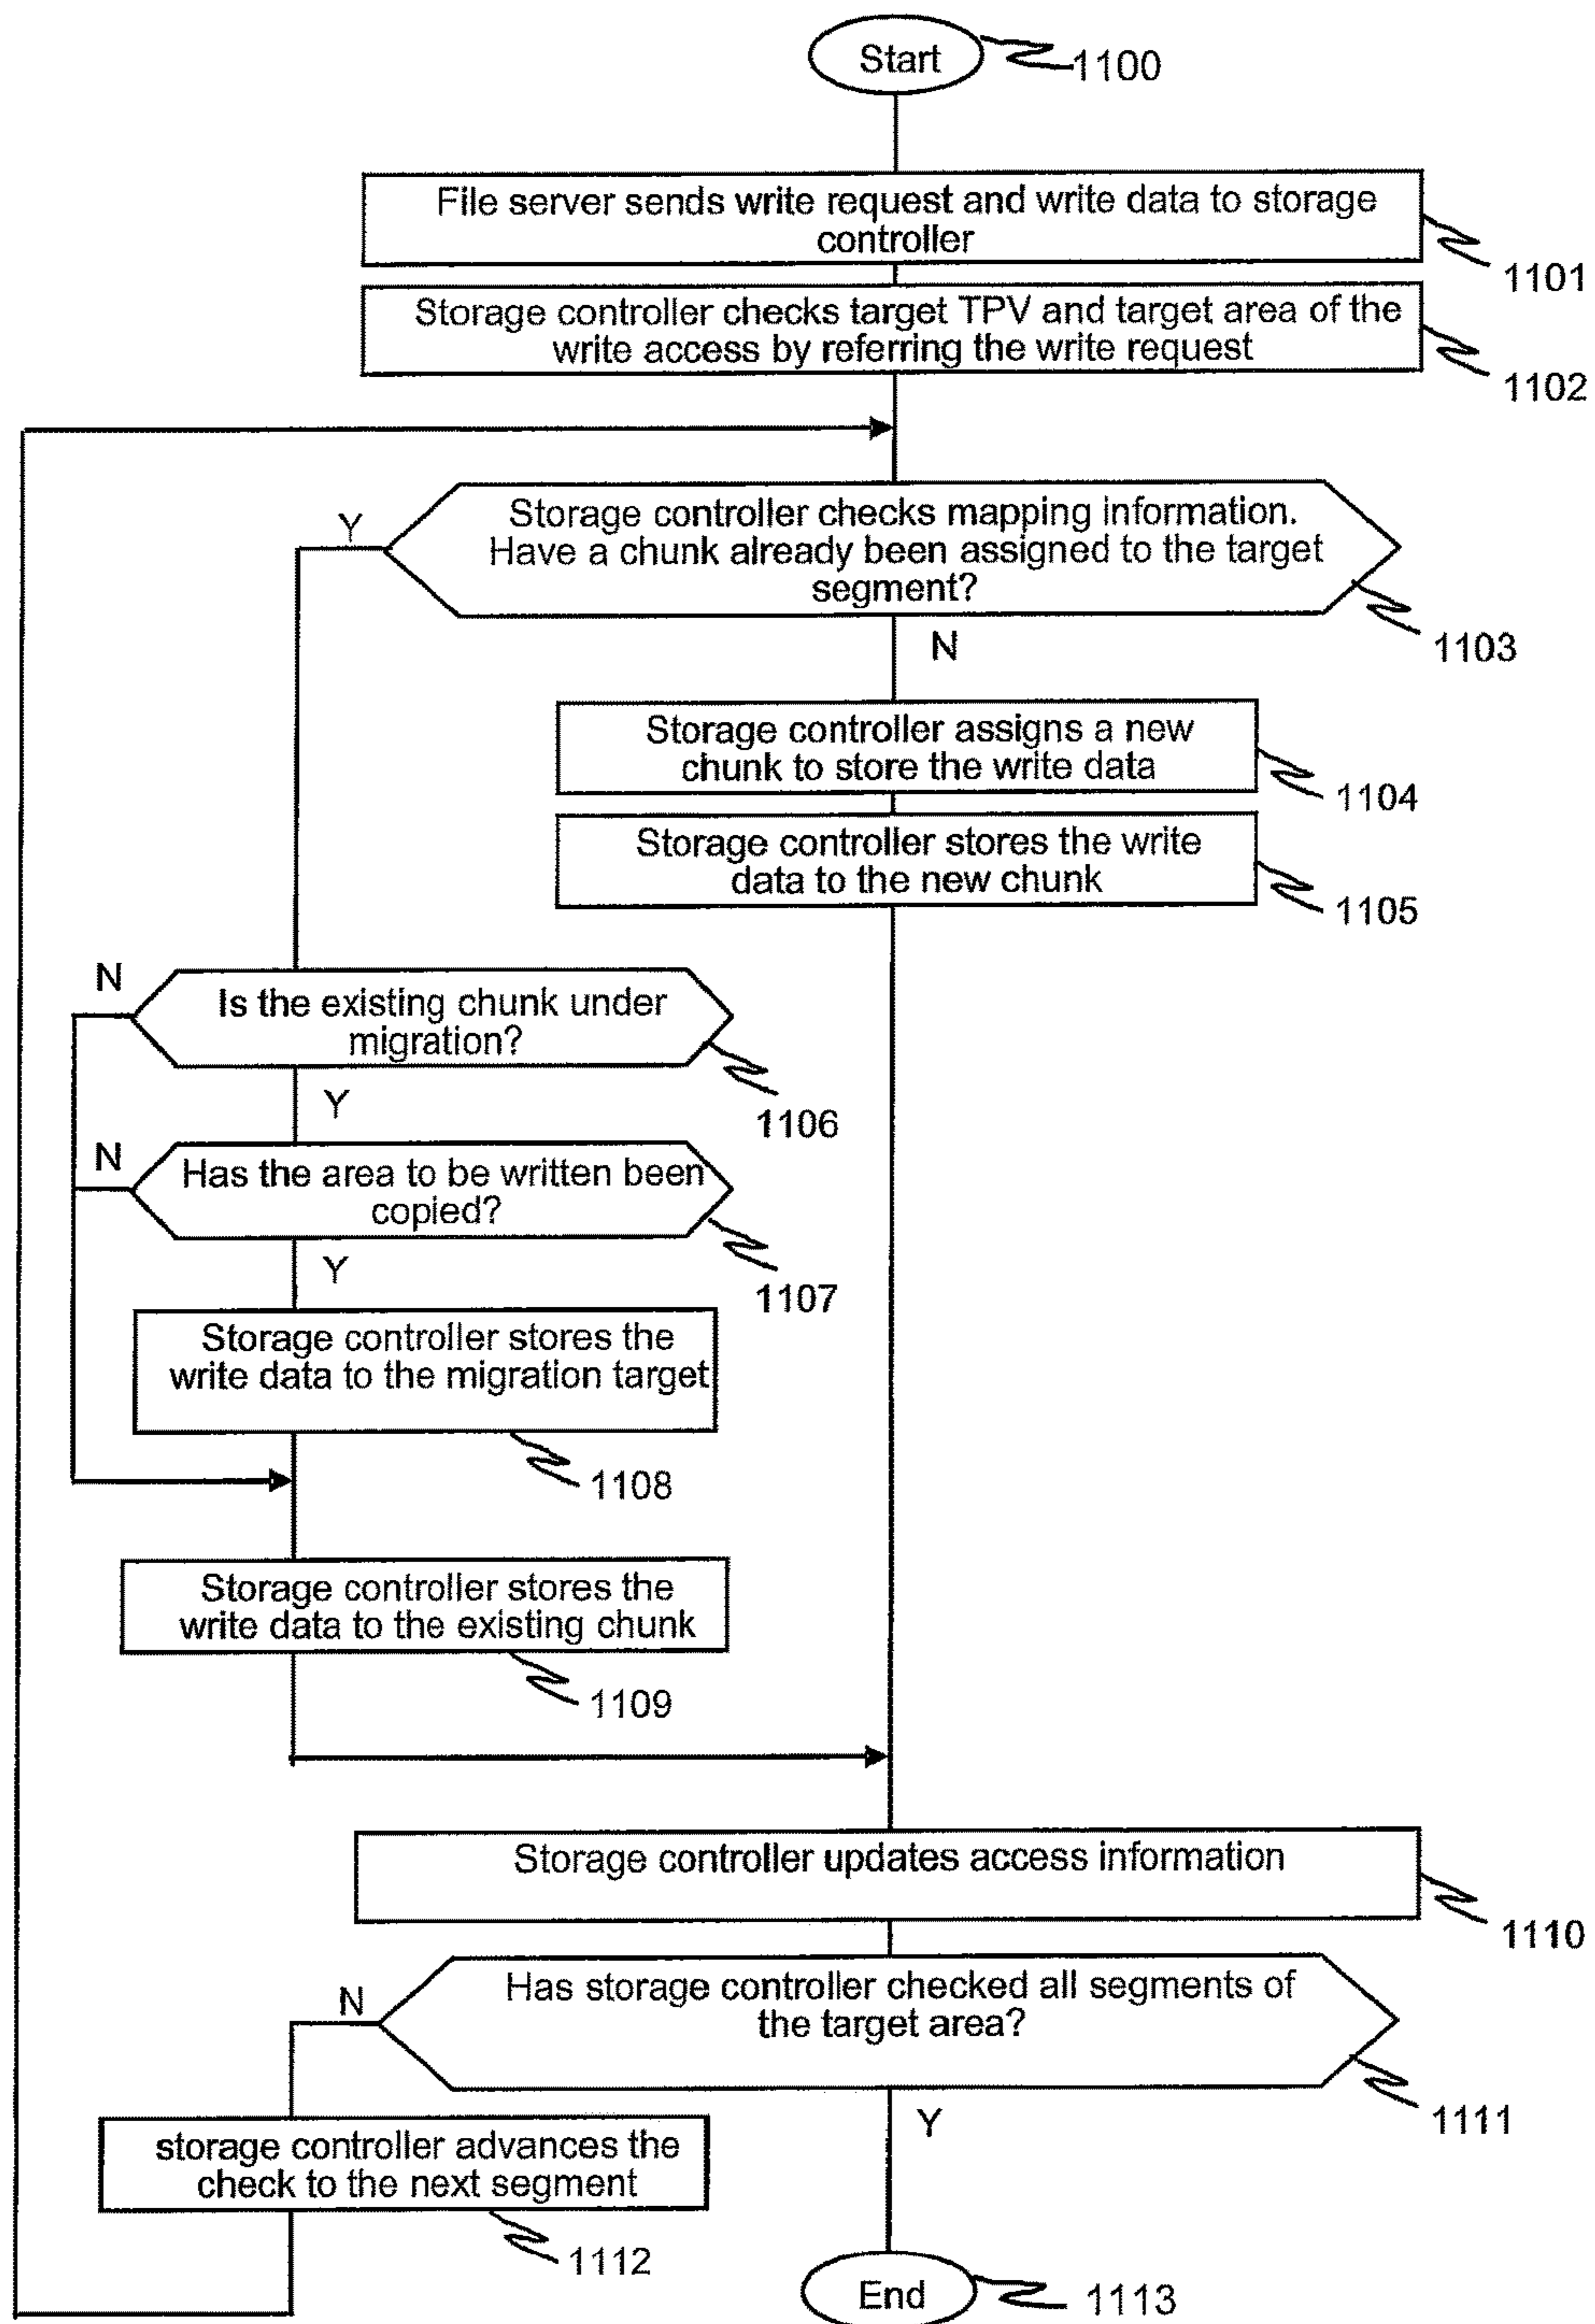 Start
1100
File server sends write request and write data to storage
controller
1101
Storage controller checks target TPV and target area of the
write access by referring the write request
1102
Y
Storage controller checks mapping information.
Have a chunk already been assigned to the target
segment?
1103
N
Storage controller assigns a new
chunk to store the write data
1104
Storage controller stores the write
data to the new chunk
1105
N
Is the existing chunk under
migration?
1106
Y
N
Has the area to be written been
copied?
1107
Y
Storage controller stores the
write data to the migration target
1108
Storage controller stores the
write data to the existing chunk
1109
Storage controller updates access information
1110
N
Has storage controller checked all segments of
the target area?
1111
Y
storage controller advances the
check to the next segment
1112
End
1113